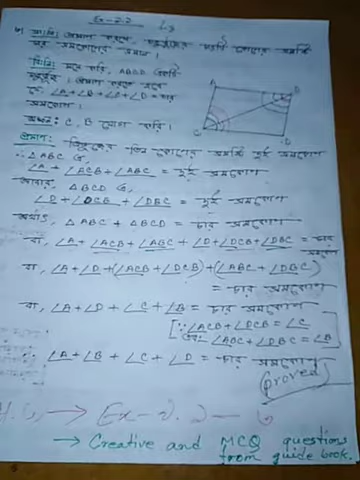 Ex-2.2
প্রমাণ করতে হবে চতুর্ভুজের চারটি কোণের সমষ্টি
চার সমকোণের সমান।
মনে করি, ABCD একটি
চতুর্ভুজ। প্রমাণ করতে হবে
যে, ∠A+∠B+∠C+∠D = চার
সমকোণ।
A
B
C
D
অঙ্কন: C, B যোগ করি।
প্রমাণ: ত্রিভুজের তিন কোণের সমষ্টি দুই সমকোণ
∴ △ABC এ,
∠A + ∠ACB + ∠ABC = দুই সমকোণ
আবার, △BCD এ,
∠D + ∠DCB + ∠DBC = দুই সমকোণ
অর্থাৎ, △ABC + △BCD = চার সমকোণ
বা, ∠A + ∠ACB + ∠ABC + ∠D + ∠DCB + ∠DBC = চার সমকোণ
বা, ∠A + ∠D + (∠ACB + ∠DCB) + (∠ABC + ∠DBC)
= চার সমকোণ
বা, ∠A + ∠D + ∠C + ∠B = চার সমকোণ
[∵ ∠ACB + ∠DCB = ∠C
এবং ∠ABC + ∠DBC = ∠B
∴ ∠A + ∠B + ∠C + ∠D = চার সমকোণ
(Proved)
H.W → Ex-2.2 — 6
→ Creative and MCQ questions
from guide book.